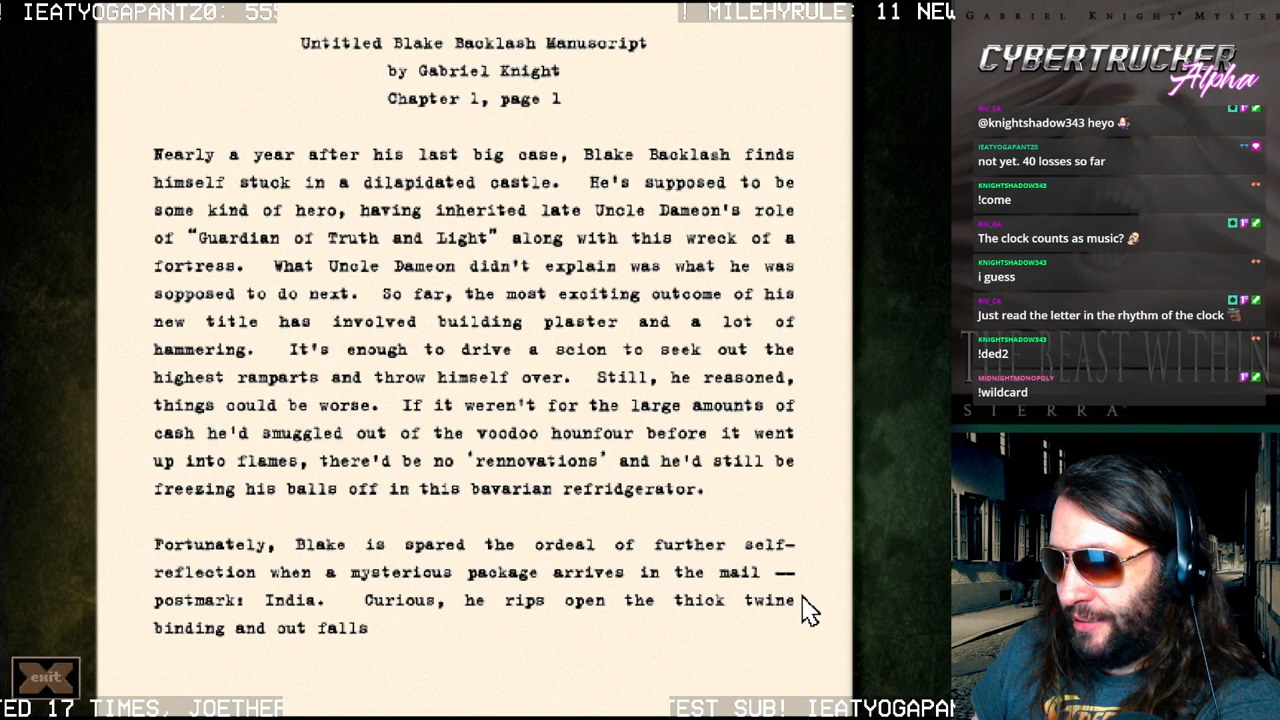 ! IEATYOGAPANTZ0: 555
! MILEHYRULE: 11 NEW
Untitled Blake Backlash Manuscript
by Gabriel Knight
Chapter 1, page 1
Nearly a year after his last big case, Blake Backlash finds
himself stuck in a dilapidated castle. He's supposed to be
some kind of hero, having inherited late Uncle Dameon's role
of "Guardian of Truth and Light" along with this wreck of a
fortress. What Uncle Dameon didn't explain was what he was
sopposed to do next. So far, the most exciting outcome of his
new title has involved building plaster and a lot of
hammering. It's enough to drive a scion to seek out the
highest ramparts and throw himself over. Still, he reasoned,
things could be worse. If it weren't for the large amounts of
cash he'd smuggled out of the voodoo hounfour before it went
up into flames, there'd be no 'rennovations' and he'd still be
freezing his balls off in this bavarian refridgerator.
Fortunately, Blake is spared the ordeal of further self-
reflection when a mysterious package arrives in the mail --
postmark: India. Curious, he rips open the thick twine
binding and out falls
exit
TED 17 TIMES, JOETHER
TEST SUB! IEATYOGAPAN
GABRIEL KNIGHT® MYSTER
CYBERTRUCKER
Alpha
RIV_CA
@knightshadow343 heyo
IEATYOGAPANTZ0
not yet. 40 losses so far
KNIGHTSHADOW343
!come
RIV_CA
The clock counts as music?
KNIGHTSHADOW343
i guess
RIV_CA
Just read the letter in the rhythm of the clock
KNIGHTSHADOW343
!ded2
MIDNIGHTMONOPOLY
!wildcard
THE BEAST WITHIN
SIERRA